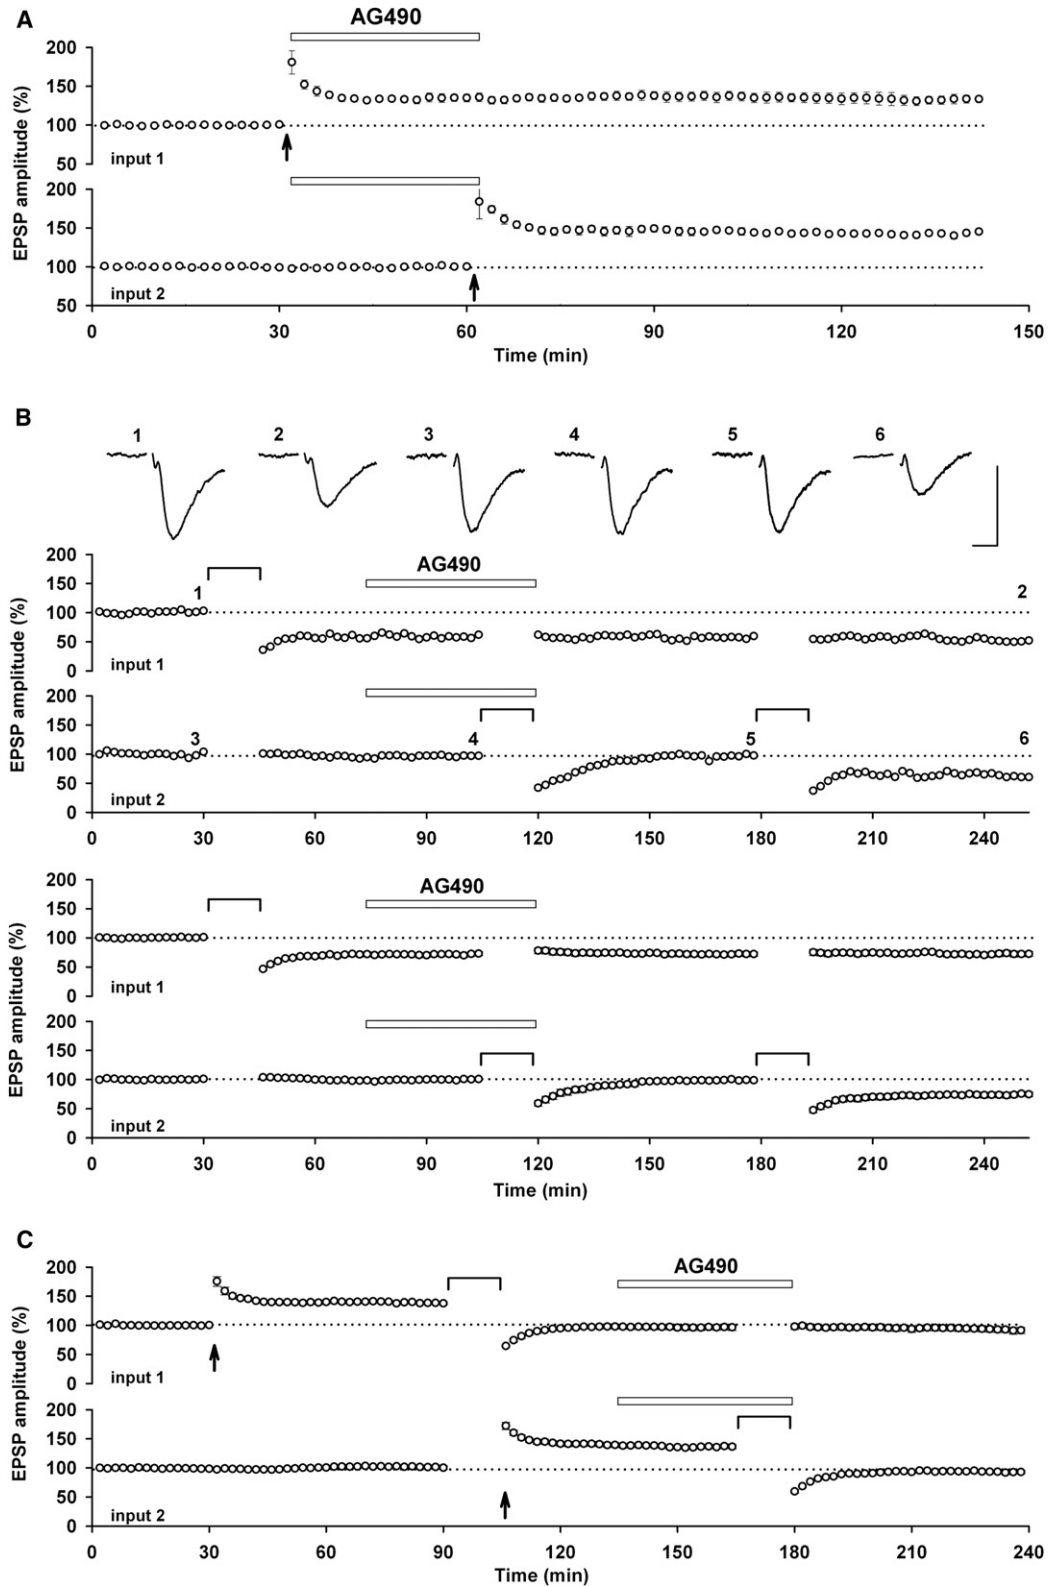 A
AG490
200
150
100
50
input 1
200
150
100
50
input 2
EPSP amplitude (%)
0 30 60 90 120 150
Time (min)
B
1 2 3 4 5 6
200
150
100
50
0
AG490
1 2
input 1
200
150
100
50
0
3 4 5 6
input 2
EPSP amplitude (%)
0 30 60 90 120 150 180 210 240
200
150
100
50
0
AG490
input 1
200
150
100
50
0
input 2
EPSP amplitude (%)
0 30 60 90 120 150 180 210 240
Time (min)
C
200
150
100
50
0
AG490
input 1
200
150
100
50
0
input 2
EPSP amplitude (%)
0 30 60 90 120 150 180 210 240
Time (min)